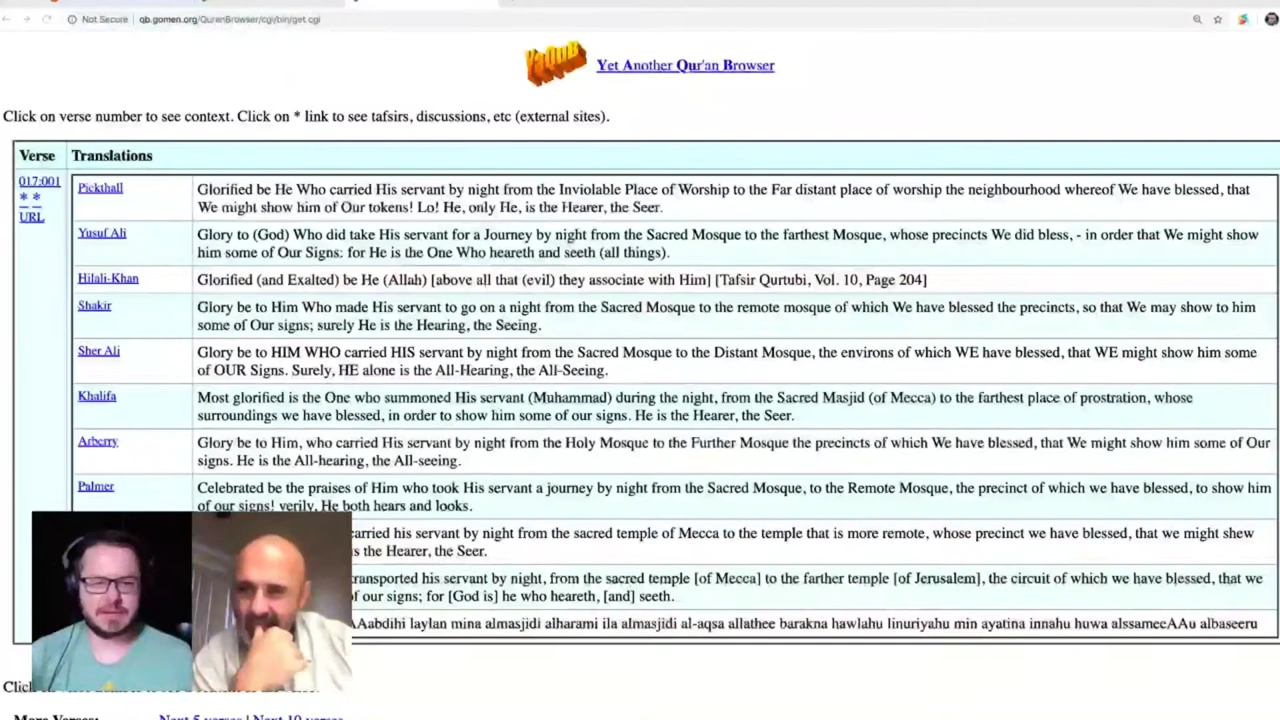 Not Secure | qb.gomen.org/QuranBrowser/cgi/bin/get.cgi
YaQuB Yet Another Qur'an Browser
Click on verse number to see context. Click on * link to see tafsirs, discussions, etc (external sites).
Verse Translations
017:001
* *
URL
Pickthall
Glorified be He Who carried His servant by night from the Inviolable Place of Worship to the Far distant place of worship the neighbourhood whereof We have blessed, that
We might show him of Our tokens! Lo! He, only He, is the Hearer, the Seer.
Yusuf Ali
Glory to (God) Who did take His servant for a Journey by night from the Sacred Mosque to the farthest Mosque, whose precincts We did bless, - in order that We might show
him some of Our Signs: for He is the One Who heareth and seeth (all things).
Hilali-Khan
Glorified (and Exalted) be He (Allah) [above all that (evil) they associate with Him] [Tafsir Qurtubi, Vol. 10, Page 204]
Shakir
Glory be to Him Who made His servant to go on a night from the Sacred Mosque to the remote mosque of which We have blessed the precincts, so that We may show to him
some of Our signs; surely He is the Hearing, the Seeing.
Sher Ali
Glory be to HIM WHO carried HIS servant by night from the Sacred Mosque to the Distant Mosque, the environs of which WE have blessed, that WE might show him some
of OUR Signs. Surely, HE alone is the All-Hearing, the All-Seeing.
Khalifa
Most glorified is the One who summoned His servant (Muhammad) during the night, from the Sacred Masjid (of Mecca) to the farthest place of prostration, whose
surroundings we have blessed, in order to show him some of our signs. He is the Hearer, the Seer.
Arberry
Glory be to Him, who carried His servant by night from the Holy Mosque to the Further Mosque the precincts of which We have blessed, that We might show him some of Our
signs. He is the All-hearing, the All-seeing.
Palmer
Celebrated be the praises of Him who took His servant a journey by night from the Sacred Mosque, to the Remote Mosque, the precinct of which we have blessed, to show him
of our signs! verily, He both hears and looks.
carried his servant by night from the sacred temple of Mecca to the temple that is more remote, whose precinct we have blessed, that we might shew
is the Hearer, the Seer.
transported his servant by night, from the sacred temple [of Mecca] to the farther temple [of Jerusalem], the circuit of which we have blessed, that we
of our signs; for [God is] he who heareth, [and] seeth.
AAabdihi laylan mina almasjidi alharami ila almasjidi al-aqsa allathee barakna hawlahu linuriyahu min ayatina innahu huwa alssameeAAu albaseeru
More Verses: Next 5 verses | Next 10 verses